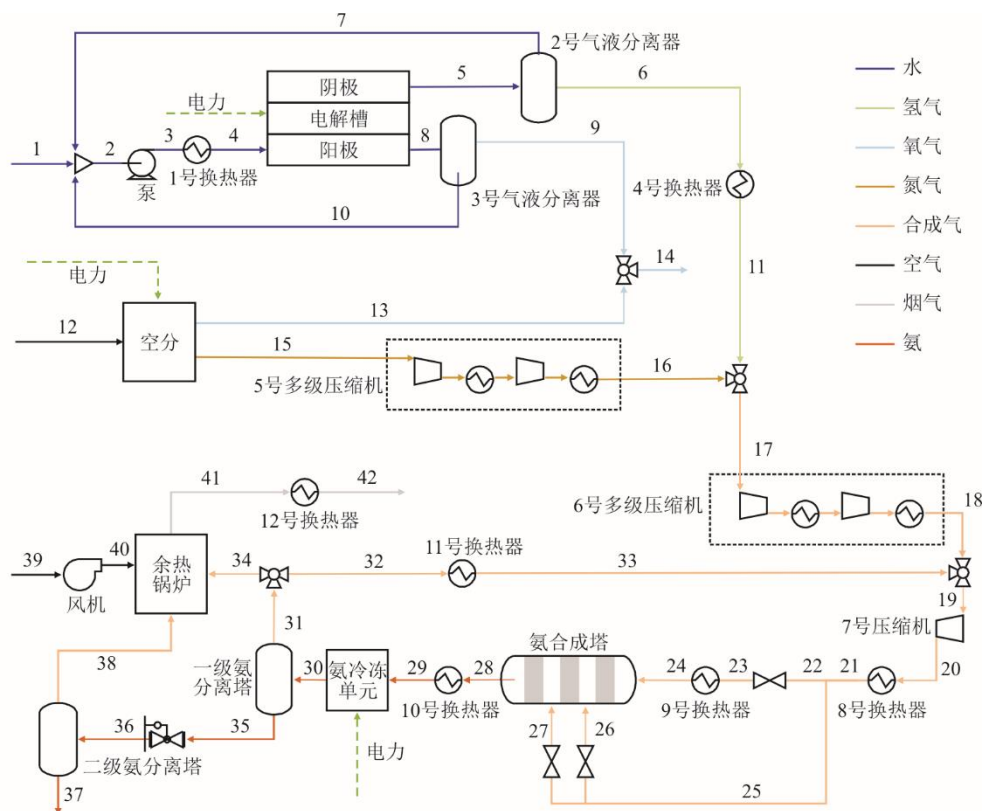 7
2号气液分离器
水
阴极
5
6
电力
电解槽
氢气
1
2
3
4
阳极
8
9
氧气
泵
1号换热器
3号气液分离器
4号换热器
氮气
10
合成气
电力
14
11
空气
12
空分
13
烟气
15
16
氨
5号多级压缩机
17
41
42
6号多级压缩机
18
12号换热器
39
40
余热
锅炉
34
32
11号换热器
33
风机
19
31
氨合成塔
7号压缩机
38
一级氨
分离塔
30
氨冷冻
单元
29
28
24
23
22
21
20
10号换热器
9号换热器
8号换热器
36
35
27
26
二级氨分离塔
电力
37
25